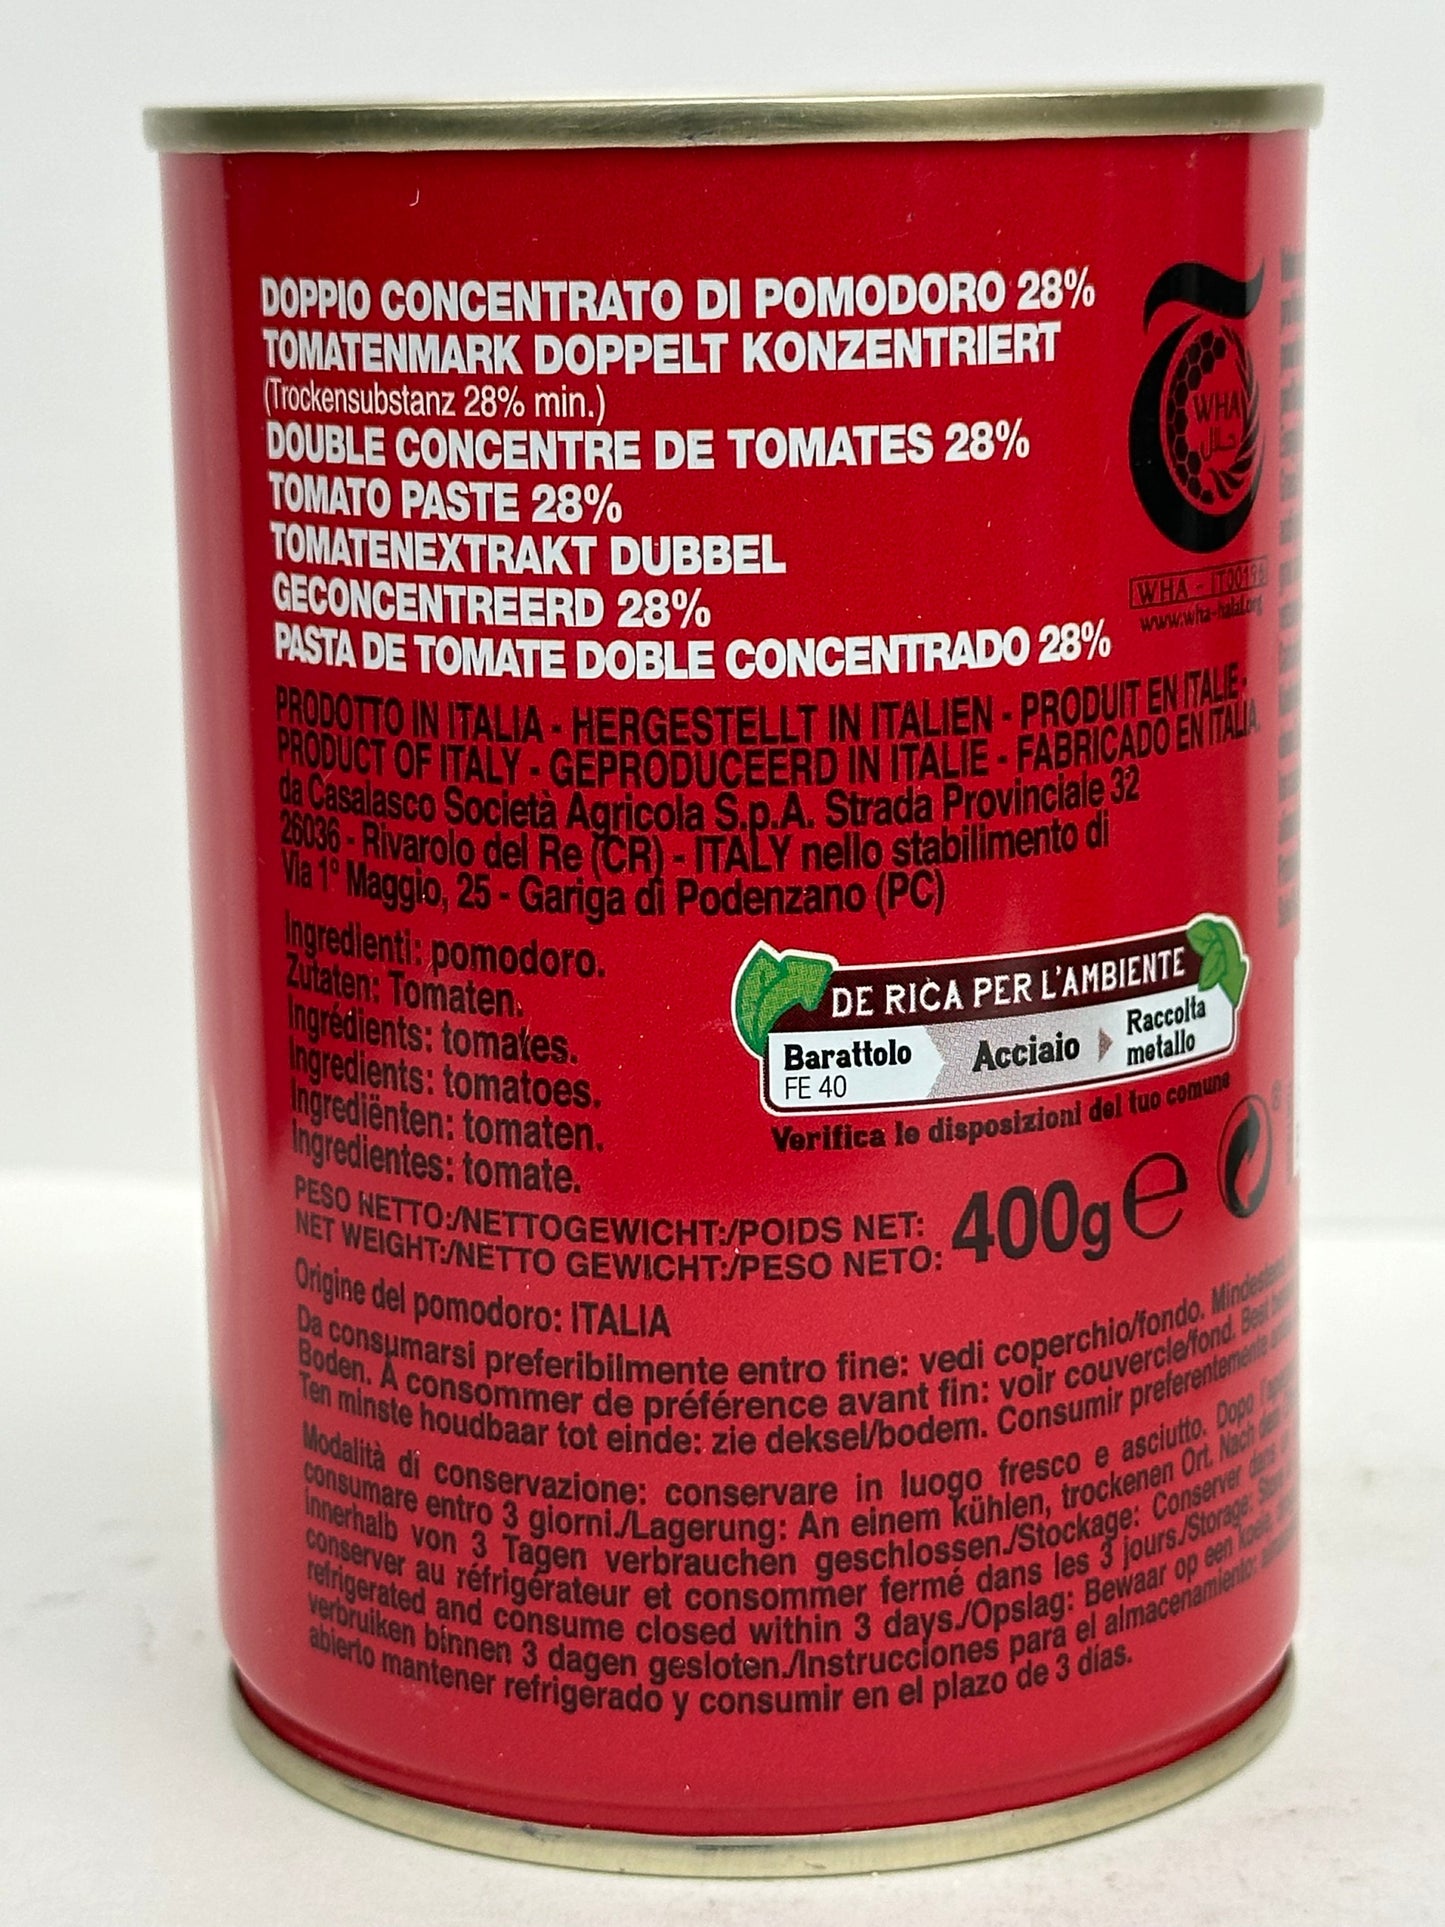 DOPPIO CONCENTRATO DI POMODORO 28%
TOMATENMARK DOPPELT KONZENTRIERT
(Trockensubstanz 28% min.)
DOUBLE CONCENTRE DE TOMATES 28%
TOMATO PASTE 28%
TOMATENEXTRAKT DUBBEL
GECONCENTREERD 28%
PASTA DE TOMATE DOBLE CONCENTRADO 28%
WHA
حلال
WHA - IT00196
www.wha-halal.org
PRODOTTO IN ITALIA - HERGESTELLT IN ITALIEN - PRODUIT EN ITALIE -
PRODUCT OF ITALY - GEPRODUCEERD IN ITALIE - FABRICADO EN ITALIA
da Casalasco Società Agricola S.p.A. Strada Provinciale 32
26036 - Rivarolo del Re (CR) - ITALY nello stabilimento di
Via 1° Maggio, 25 - Gariga di Podenzano (PC)
Ingredienti: pomodoro.
Zutaten: Tomaten.
Ingrédients: tomates.
Ingredients: tomatoes.
Ingrediënten: tomaten.
Ingredientes: tomate.
DE RICA PER L'AMBIENTE
Barattolo
FE 40
Acciaio
Raccolta
metallo
Verifica le disposizioni del tuo comune
PESO NETTO:/NETTOGEWICHT:/POIDS NET:
NET WEIGHT:/NETTO GEWICHT:/PESO NETO:
400g e
Origine del pomodoro: ITALIA
Da consumarsi preferibilmente entro fine: vedi coperchio/fondo.
Boden. À consommer de préférence avant fin: voir couvercle/fond. Best
Ten minste houdbaar tot einde: zie deksel/bodem. Consumir preferentemente
Modalità di conservazione: conservare in luogo fresco e asciutto. Dopo
consumare entro 3 giorni./Lagerung: An einem kühlen, trockenen Ort. Nach dem
innerhalb von 3 Tagen verbrauchen geschlossen./Stockage: Conserver dans
conserver au réfrigérateur et consommer fermé dans les 3 jours./Storage:
refrigerated and consume closed within 3 days./Opslag: Bewaar op een koele
verbruiken binnen 3 dagen gesloten./Instrucciones para el almacenamiento:
abierto mantener refrigerado y consumir en el plazo de 3 días.